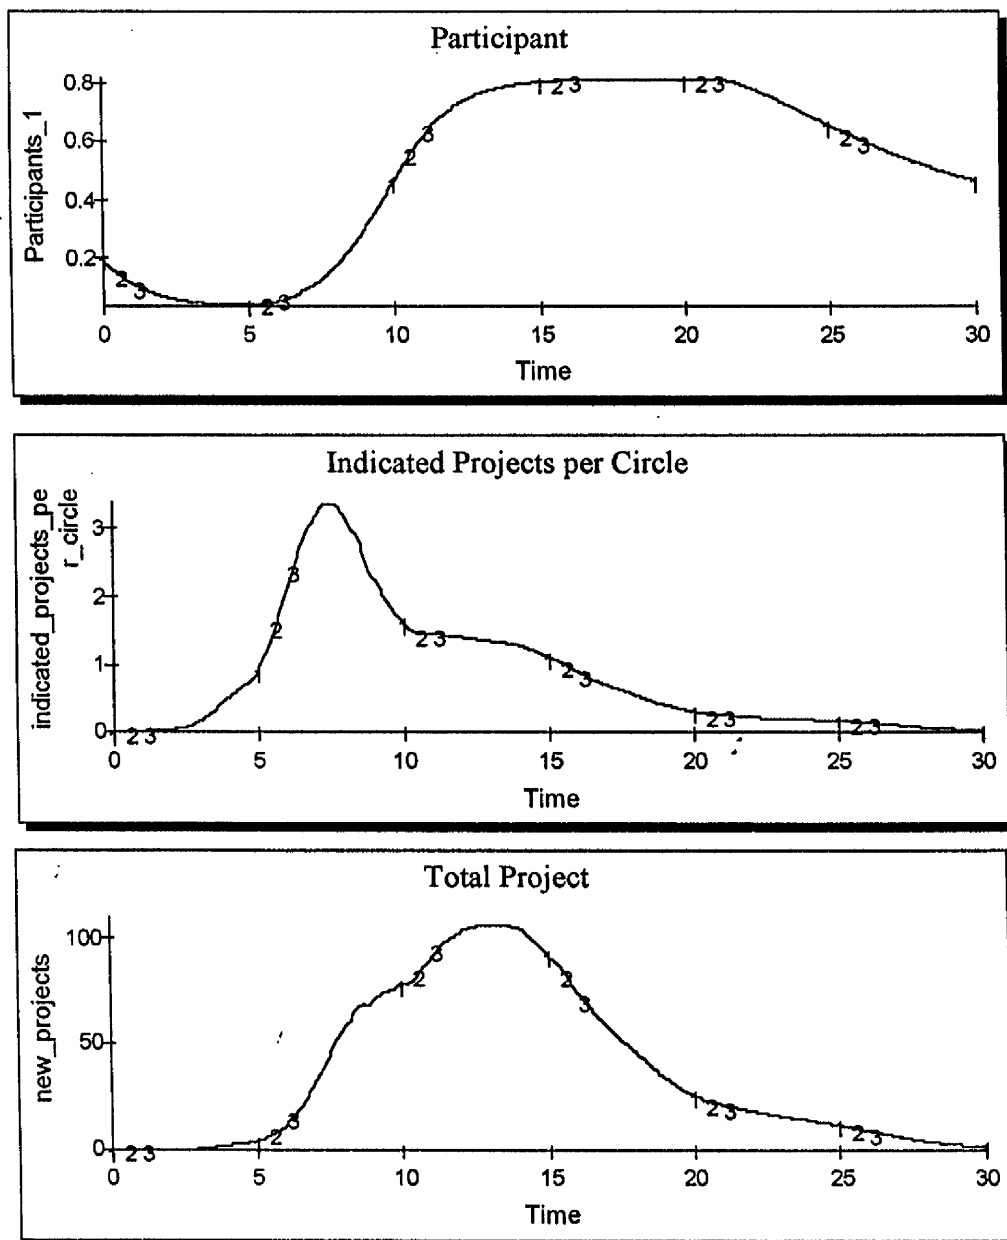 Participant
Participants_1
0.8
0.6
0.4
0.2
1 2 3
1 2 3
1
2
3
1 2 3
2 3
2 3
1
0 5 10 15 20 25 30
Time
Indicated Projects per Circle
indicated_projects_pe
r_circle
3
2
1
0
2 3
1
2
3
1
2 3
1
2
3
1 2 3
1 2 3
1
0 5 10 15 20 25 30
Time
Total Project
new_projects
100
50
0
2 3
2
3
1
2
3
1
2
3
1
2 3
1
2 3
0 5 10 15 20 25 30
Time